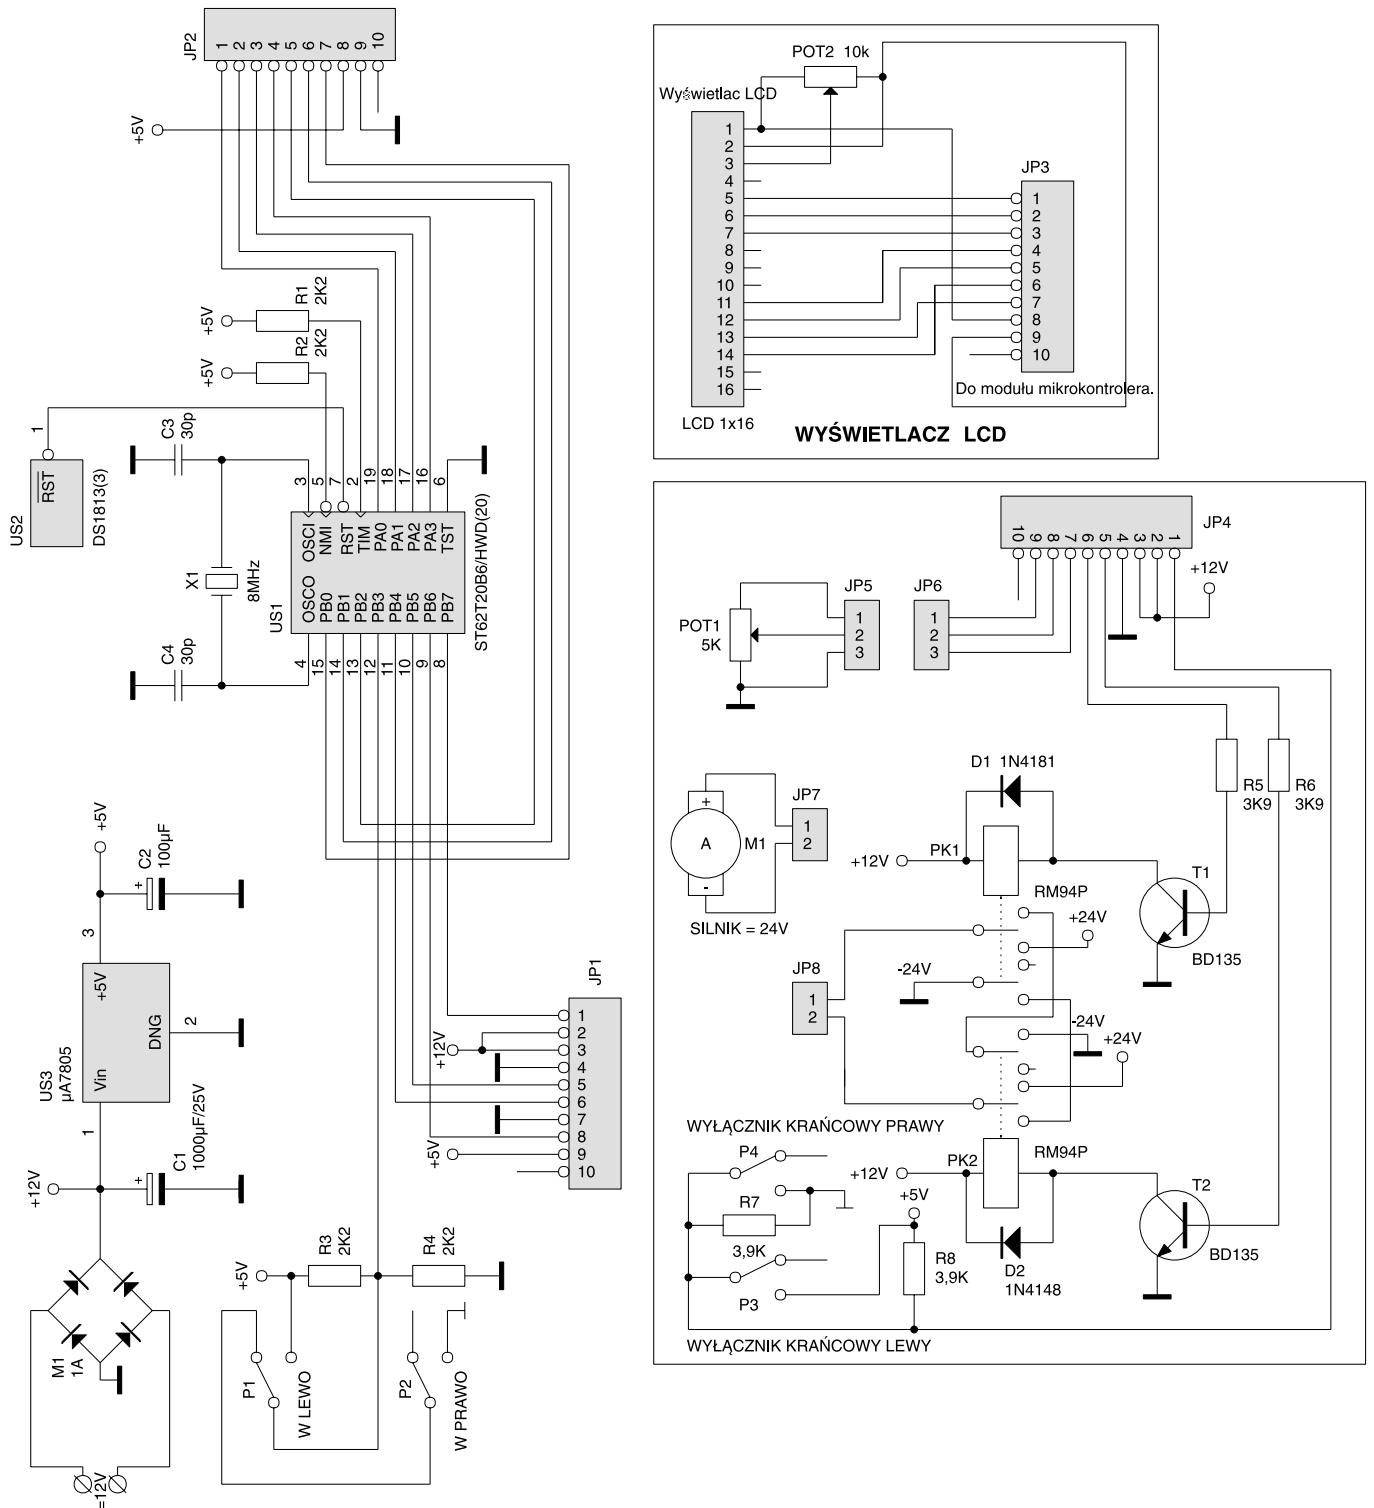 JP2
1 2 3 4 5 6 7 8 9 10
+5V
R1
2K2
+5V
R2
2K2
+5V
C3
30p
1
US2
RST
DS1813(3)
X1
8MHz
C4
30p
3 5 7 2 19 18 17 16 6
OSCI NMI RST TIM PA0 PA1 PA2 PA3 TST
OSCO PB0 PB1 PB2 PB3 PB4 PB5 PB6 PB7
US1
ST62T20B6/HWD(20)
4 15 14 13 12 11 10 9 8
+5V
C2
100µF
+
3
+5V
DNG
2
Vin
US3
µA7805
1
+12V
C1
1000µF/25V
+
M1
1A
=12V
JP1
1
2
3
4
5
6
7
8
9
10
+12V
+5V
+5V
R3
2K2
R4
2K2
P1
W LEWO
P2
W PRAWO
POT2 10k
Wyświetlac LCD
1
2
3
4
5
6
7
8
9
10
11
12
13
14
15
16
LCD 1x16
JP3
1
2
3
4
5
6
7
8
9
10
Do modułu mikrokontrolera.
WYŚWIETLACZ LCD
JP4
10 9 8 7 6 5 4 3 2 1
+12V
JP5
1
2
3
JP6
1
2
3
POT1
5K
D1 1N4181
R5
3K9
R6
3K9
JP7
1
2
+
A
-
M1
SILNIK = 24V
+12V
PK1
RM94P
T1
BD135
+24V
-24V
JP8
1
2
-24V
+24V
WYŁĄCZNIK KRAŃCOWY PRAWY
P4
R7
3,9K
P3
+12V
PK2
RM94P
+5V
R8
3,9K
D2
1N4148
T2
BD135
WYŁĄCZNIK KRAŃCOWY LEWY